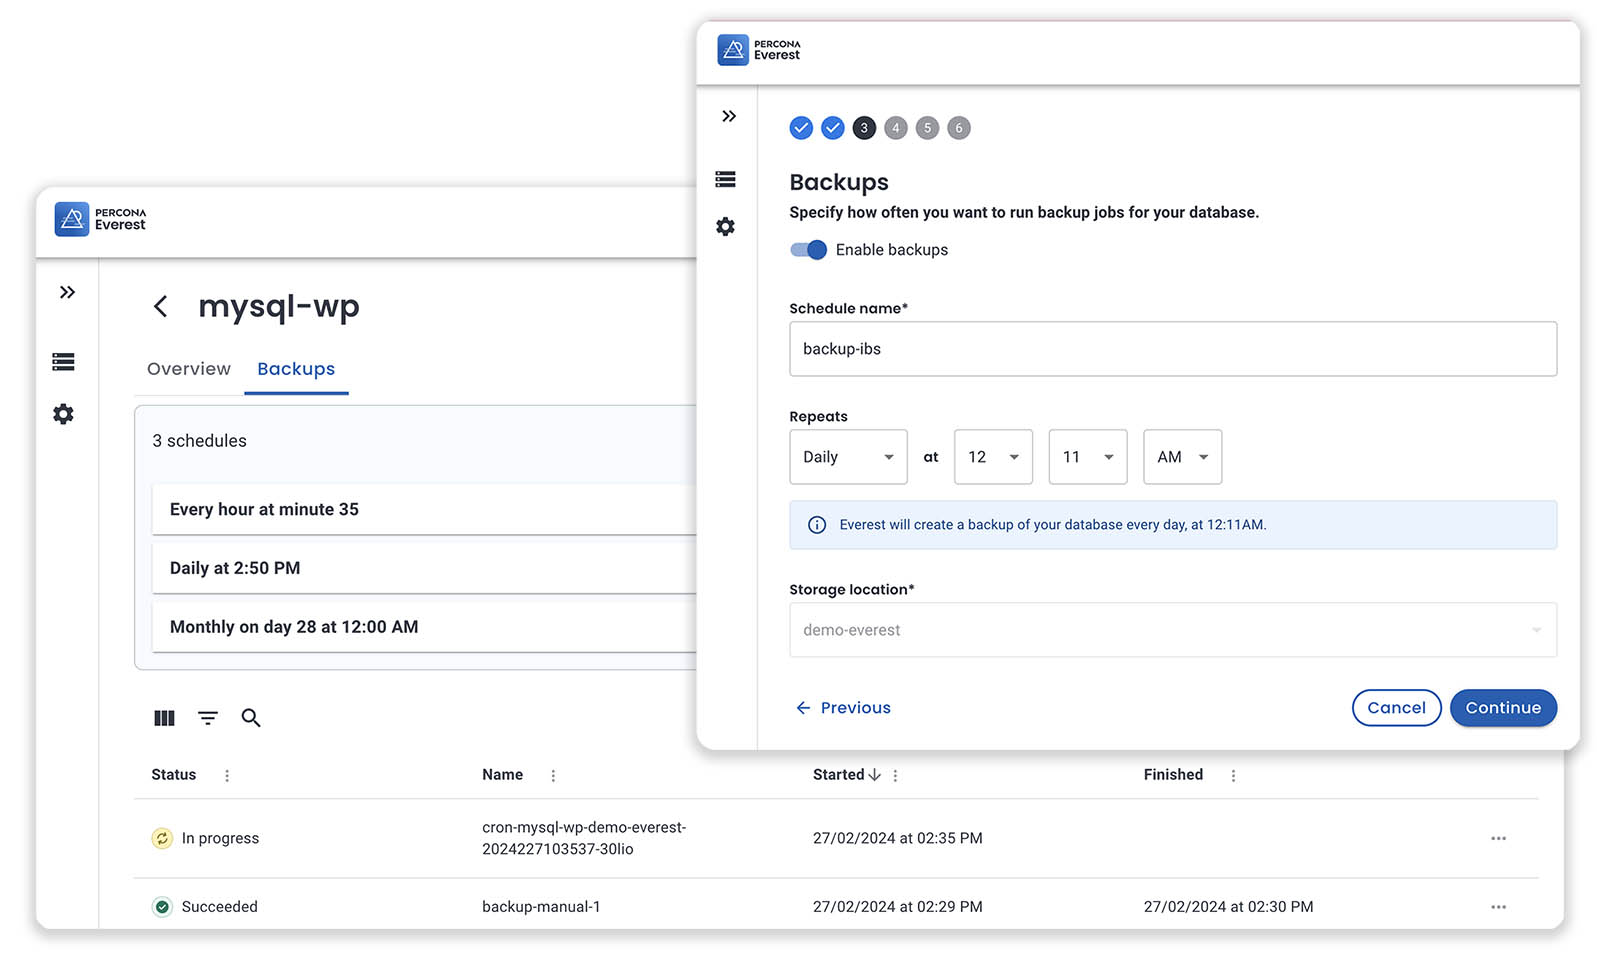 PERCONA
Everest
mysql-wp
Overview Backups
3 schedules
Every hour at minute 35
Daily at 2:50 PM
Monthly on day 28 at 12:00 AM
Status Name Started Finished
In progress cron-mysql-wp-demo-everest-
2024227103537-30lio 27/02/2024 at 02:35 PM
Succeeded backup-manual-1 27/02/2024 at 02:29 PM 27/02/2024 at 02:30 PM
PERCONA
Everest
3 4 5 6
Backups
Specify how often you want to run backup jobs for your database.
Enable backups
Schedule name*
backup-ibs
Repeats
Daily at 12 11 AM
Everest will create a backup of your database every day, at 12:11AM.
Storage location*
demo-everest
Previous Cancel Continue